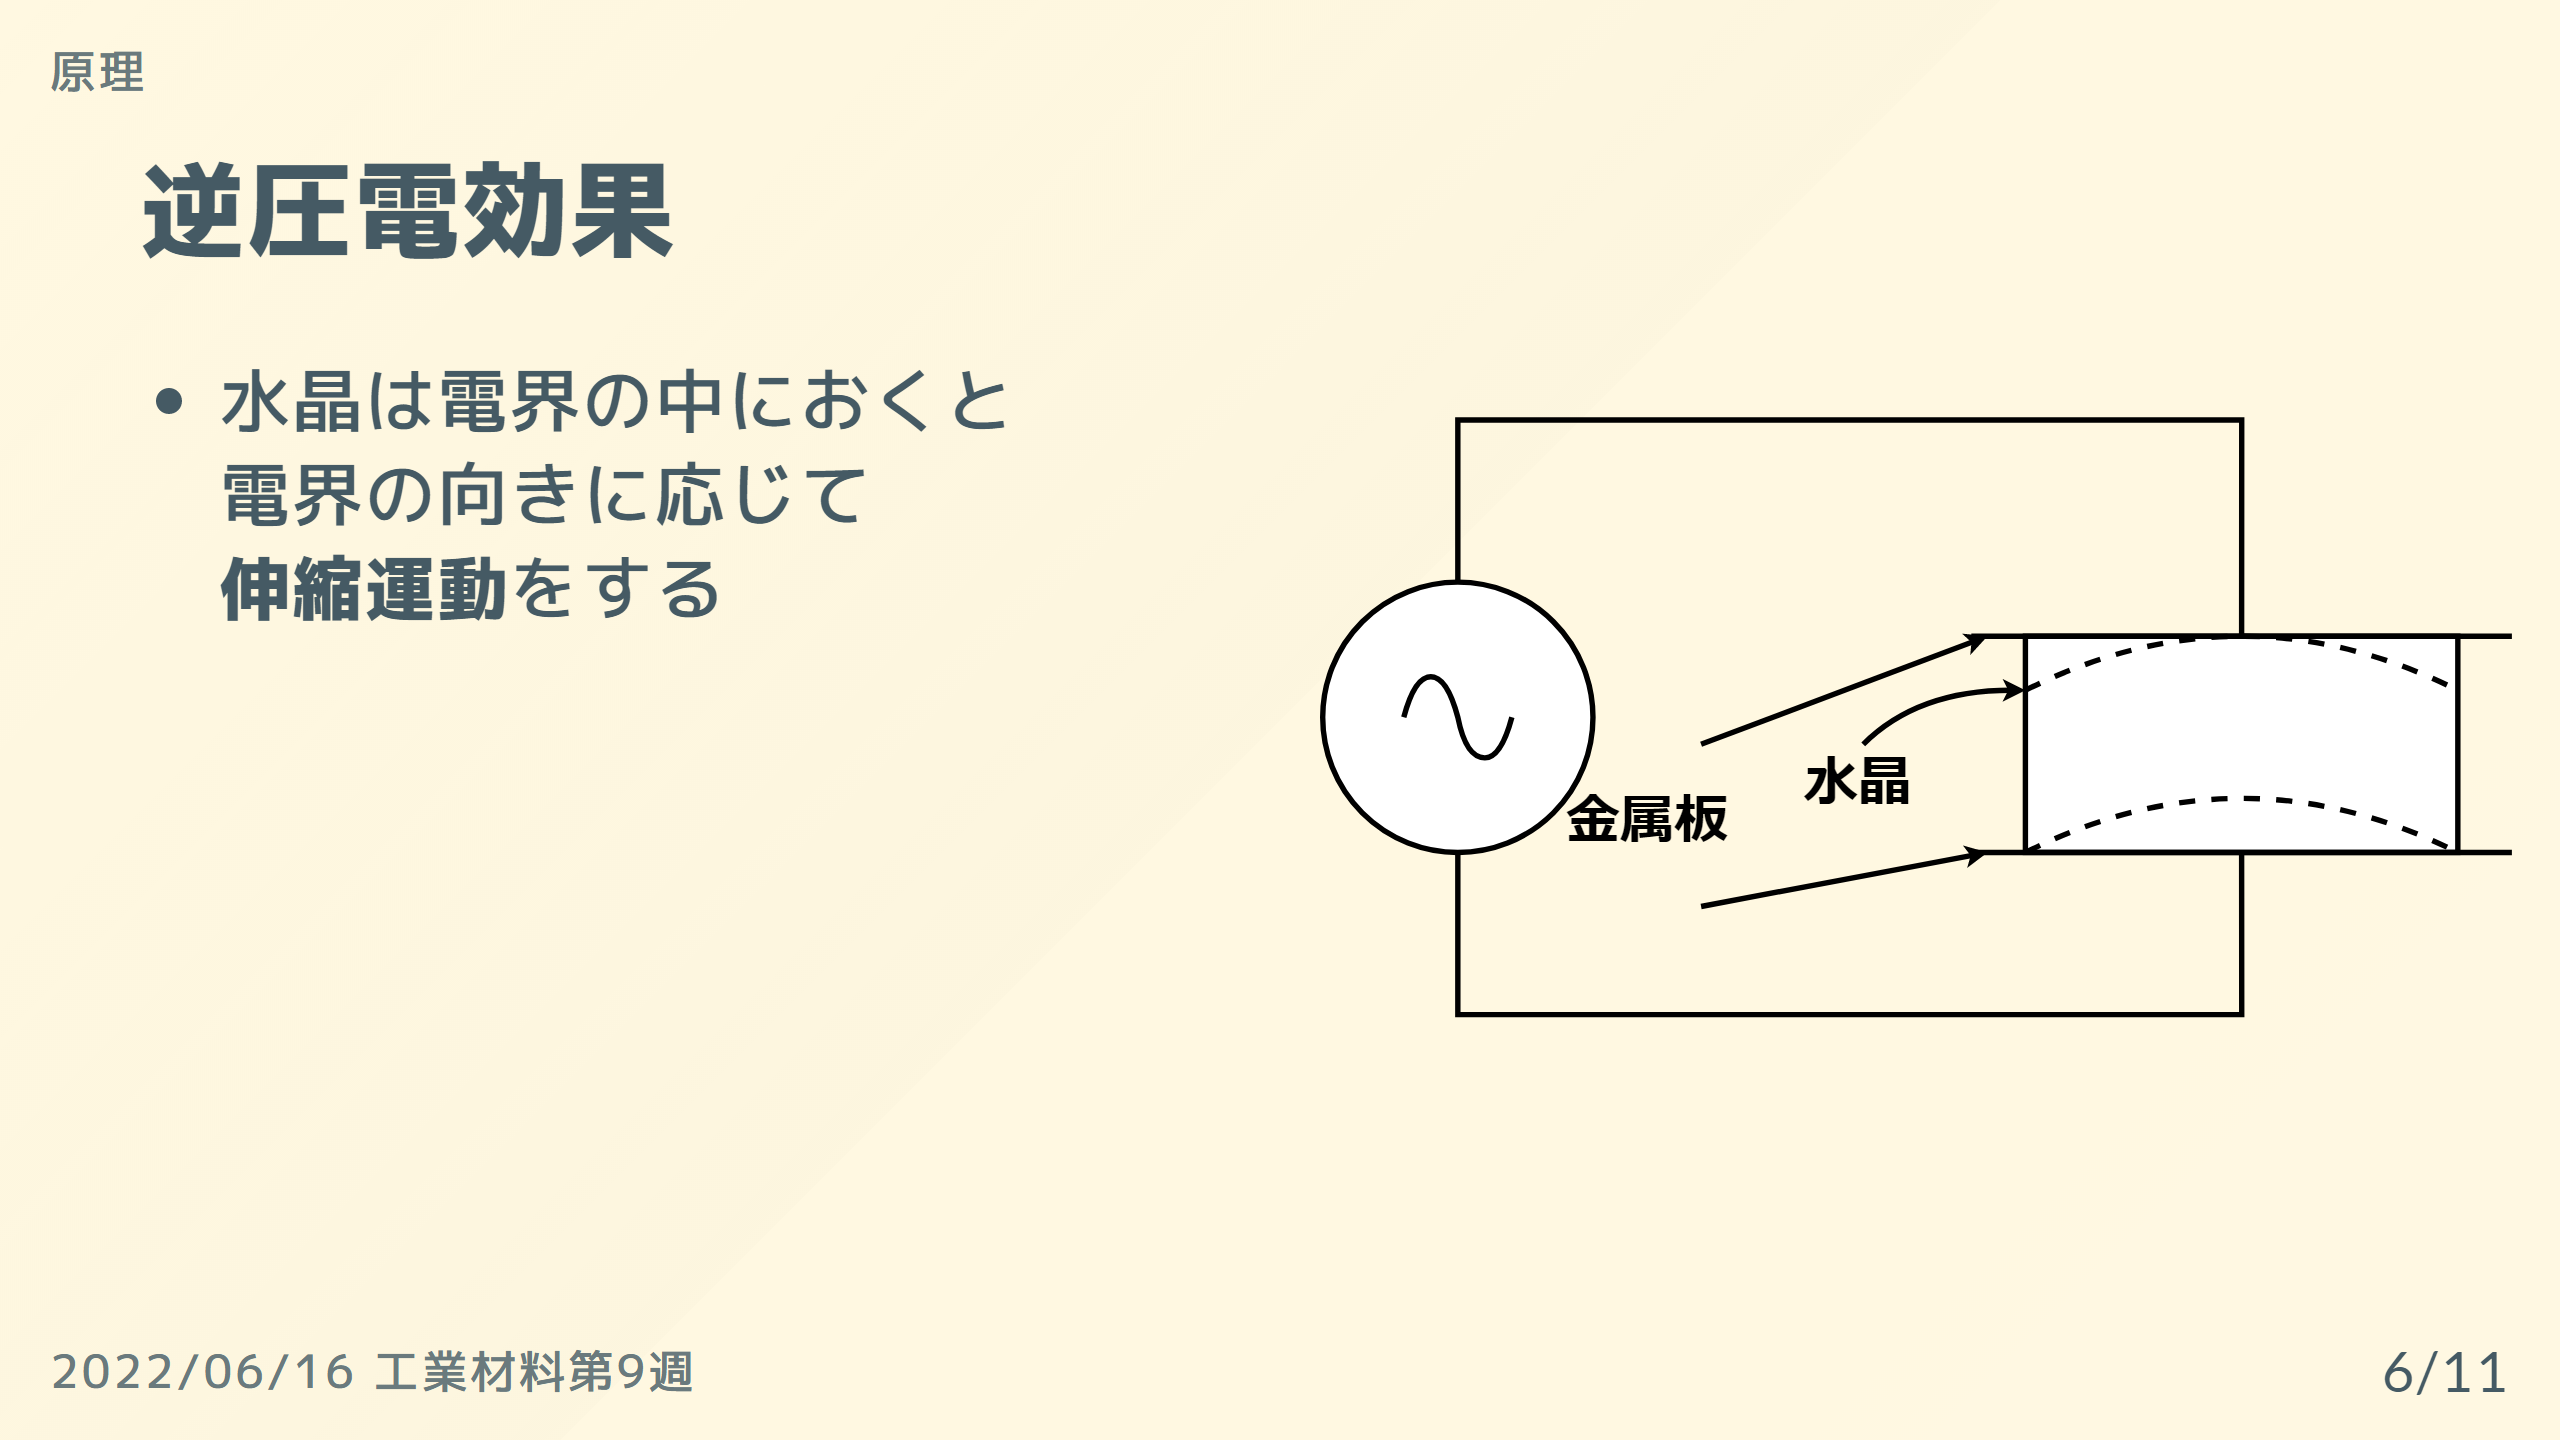 原理
逆圧電効果
• 水晶は電界の中におくと
電界の向きに応じて
伸縮運動をする
水晶
金属板
2022/06/16 工業材料第9週
6/11